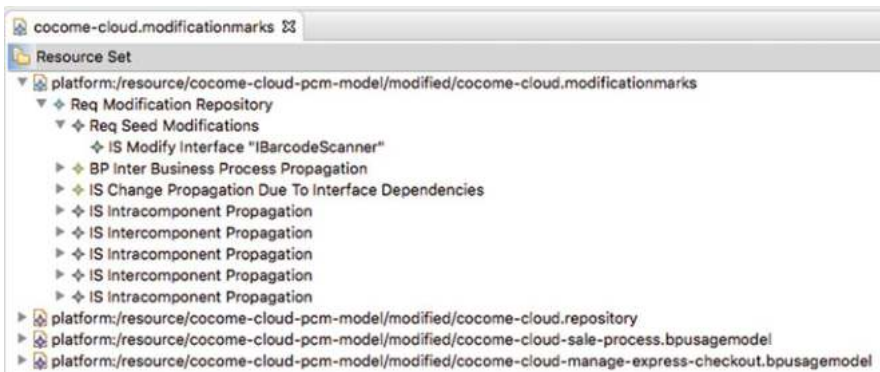 cocome-cloud.modificationmarks
Resource Set
platform:/resource/cocome-cloud-pcm-model/modified/cocome-cloud.modificationmarks
Req Modification Repository
Req Seed Modifications
IS Modify Interface "IBarcodeScanner"
BP Inter Business Process Propagation
IS Change Propagation Due To Interface Dependencies
IS Intracomponent Propagation
IS Intercomponent Propagation
IS Intracomponent Propagation
IS Intercomponent Propagation
IS Intracomponent Propagation
platform:/resource/cocome-cloud-pcm-model/modified/cocome-cloud.repository
platform:/resource/cocome-cloud-pcm-model/modified/cocome-cloud-sale-process.bpusagemodel
platform:/resource/cocome-cloud-pcm-model/modified/cocome-cloud-manage-express-checkout.bpusagemodel